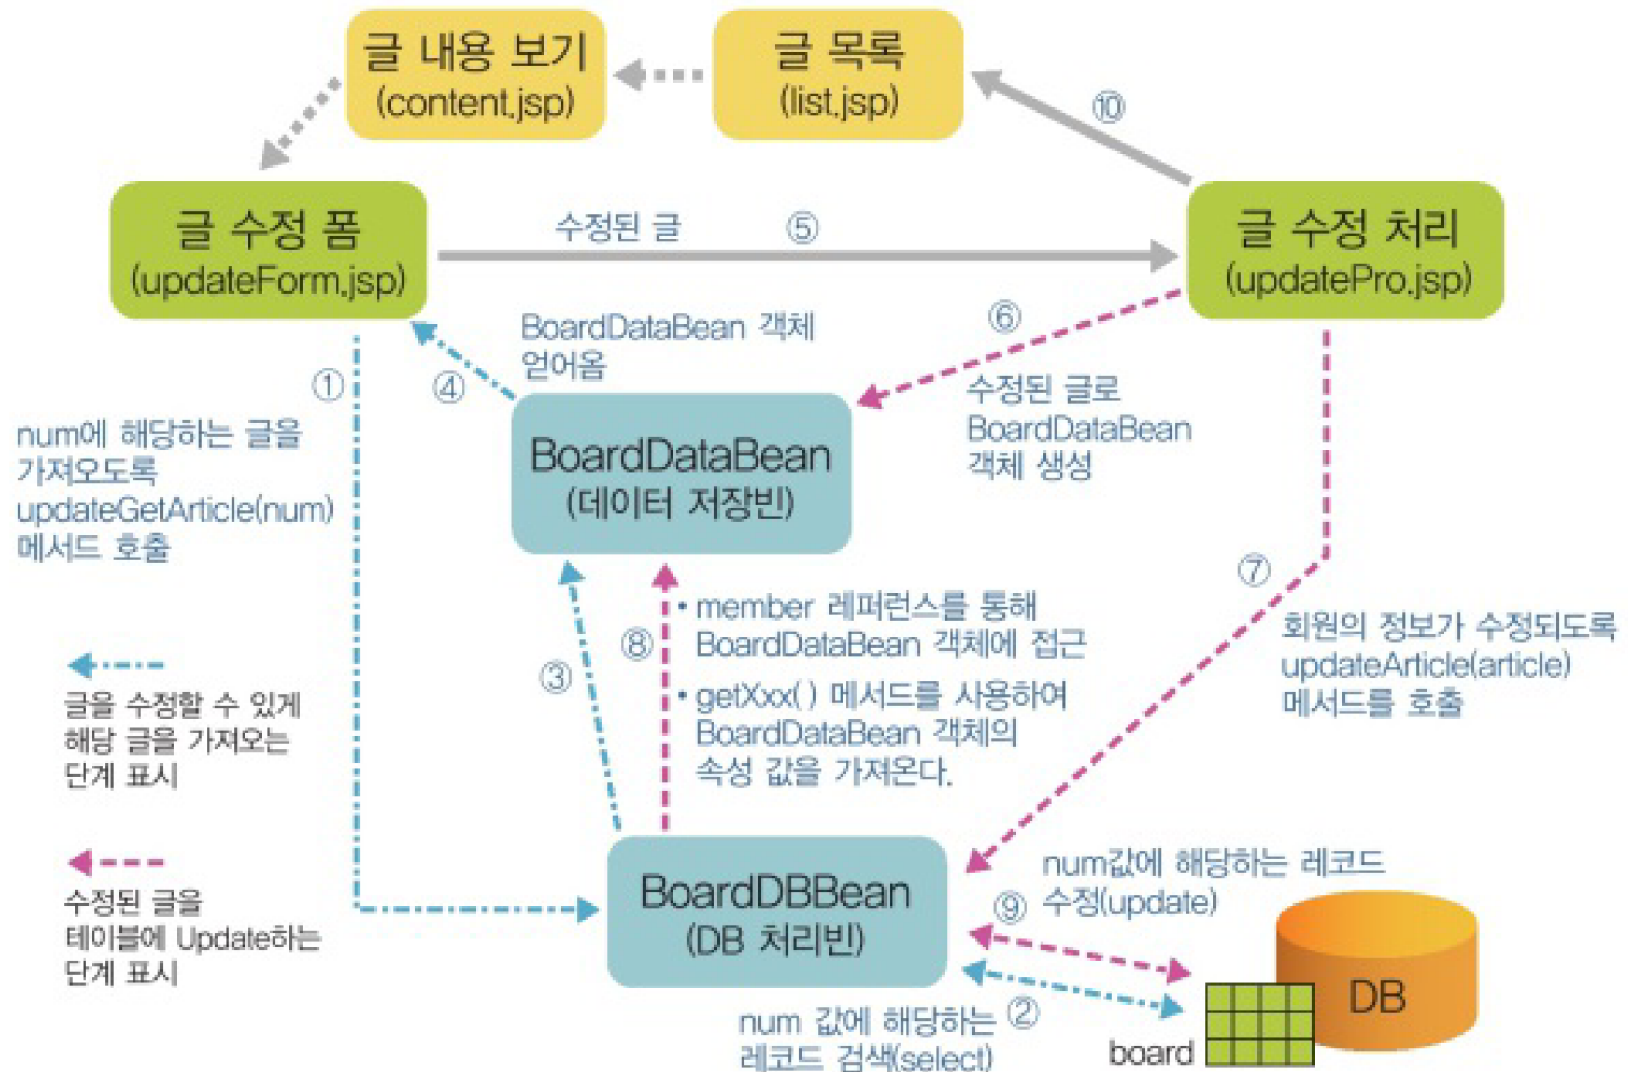 글 내용 보기
(content.jsp)
글 목록
(list.jsp)
⑩
글 수정 폼
(updateForm.jsp)
수정된 글 ⑤
글 수정 처리
(updatePro.jsp)
①
num에 해당하는 글을
가져오도록
updateGetArticle(num)
메서드 호출
④
BoardDataBean 객체
얻어옴
⑥
수정된 글로
BoardDataBean
객체 생성
BoardDataBean
(데이터 저장빈)
⑦
회원의 정보가 수정되도록
updateArticle(article)
메서드를 호출
③
⑧
• member 레퍼런스를 통해
BoardDataBean 객체에 접근
• getXxx( ) 메서드를 사용하여
BoardDataBean 객체의
속성 값을 가져온다.
글을 수정할 수 있게
해당 글을 가져오는
단계 표시
수정된 글을
테이블에 Update하는
단계 표시
BoardDBBean
(DB 처리빈)
num값에 해당하는 레코드
⑨ 수정(update)
num 값에 해당하는 ②
레코드 검색(select)
board
DB